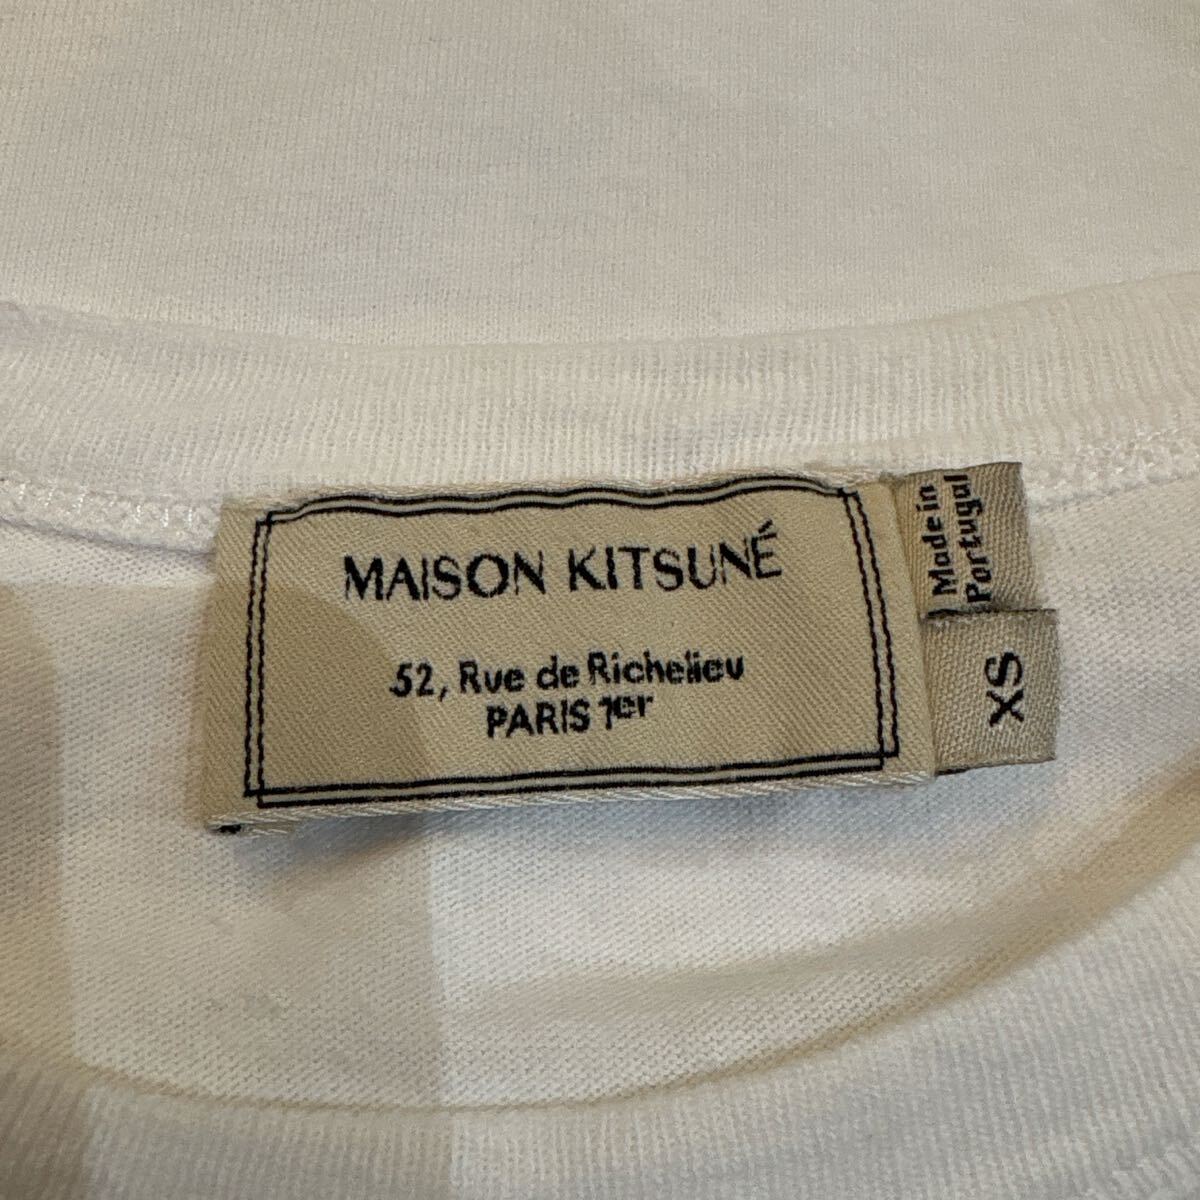 MAISON KITSUNÉ
52, Rue de Richelieu
PARIS 1er
Made in
Portugal
XS